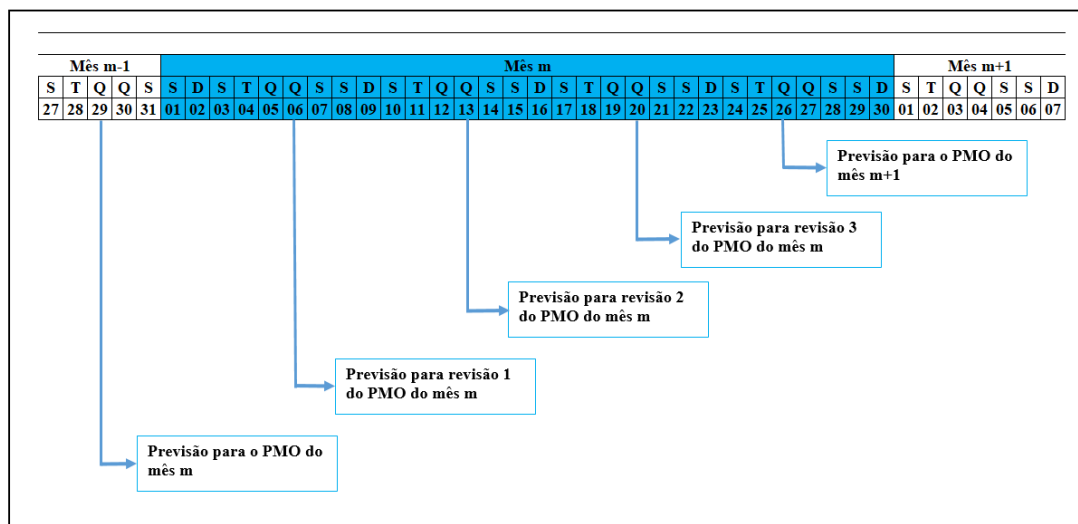 Mês m-1 Mês m Mês m+1
S T Q Q S S D S T Q Q S S D S T Q Q S S D S T Q Q S S D S T Q Q S S D S T Q Q S S D
27 28 29 30 31 01 02 03 04 05 06 07 08 09 10 11 12 13 14 15 16 17 18 19 20 21 22 23 24 25 26 27 28 29 30 01 02 03 04 05 06 07
Previsão para o PMO do
mês m+1
Previsão para revisão 3
do PMO do mês m
Previsão para revisão 2
do PMO do mês m
Previsão para revisão 1
do PMO do mês m
Previsão para o PMO do
mês m